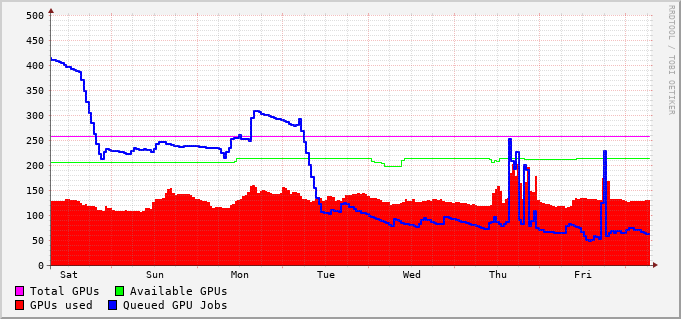 500
450
400
350
300
250
200
150
100
50
0
Sat Sun Mon Tue Wed Thu Fri
Total GPUs Available GPUs
GPUs used Queued GPU Jobs
RRDTOOL / TOBI OETIKER